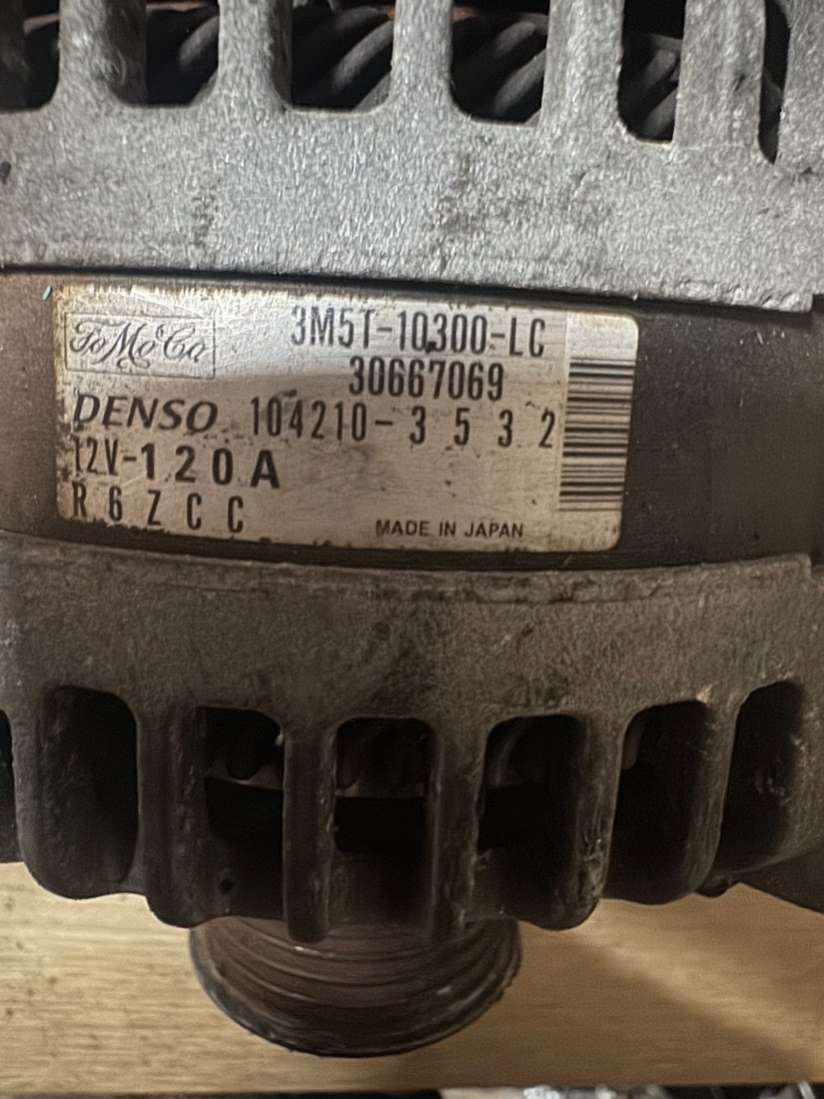 FoMoCo
3M5T-10300-LC
30667069
DENSO 104210-3532
12V-120A
R6ZCC
MADE IN JAPAN